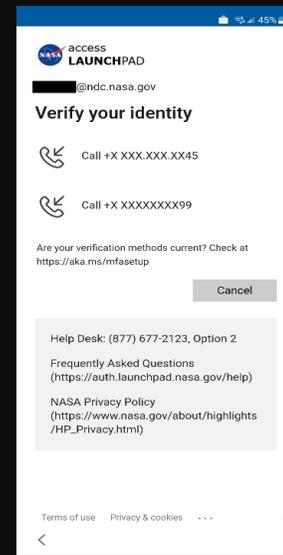 45%
NASA
access
LAUNCHPAD
@ndc.nasa.gov
Verify your identity
Call +X XXX.XXX.XX45
Call +X XXXXXXXX99
Are your verification methods current? Check at
https://aka.ms/mfasetup
Cancel
Help Desk: (877) 677-2123, Option 2
Frequently Asked Questions
(https://auth.launchpad.nasa.gov/help)
NASA Privacy Policy
(https://www.nasa.gov/about/highlights
/HP_Privacy.html)
Terms of use Privacy & cookies ...